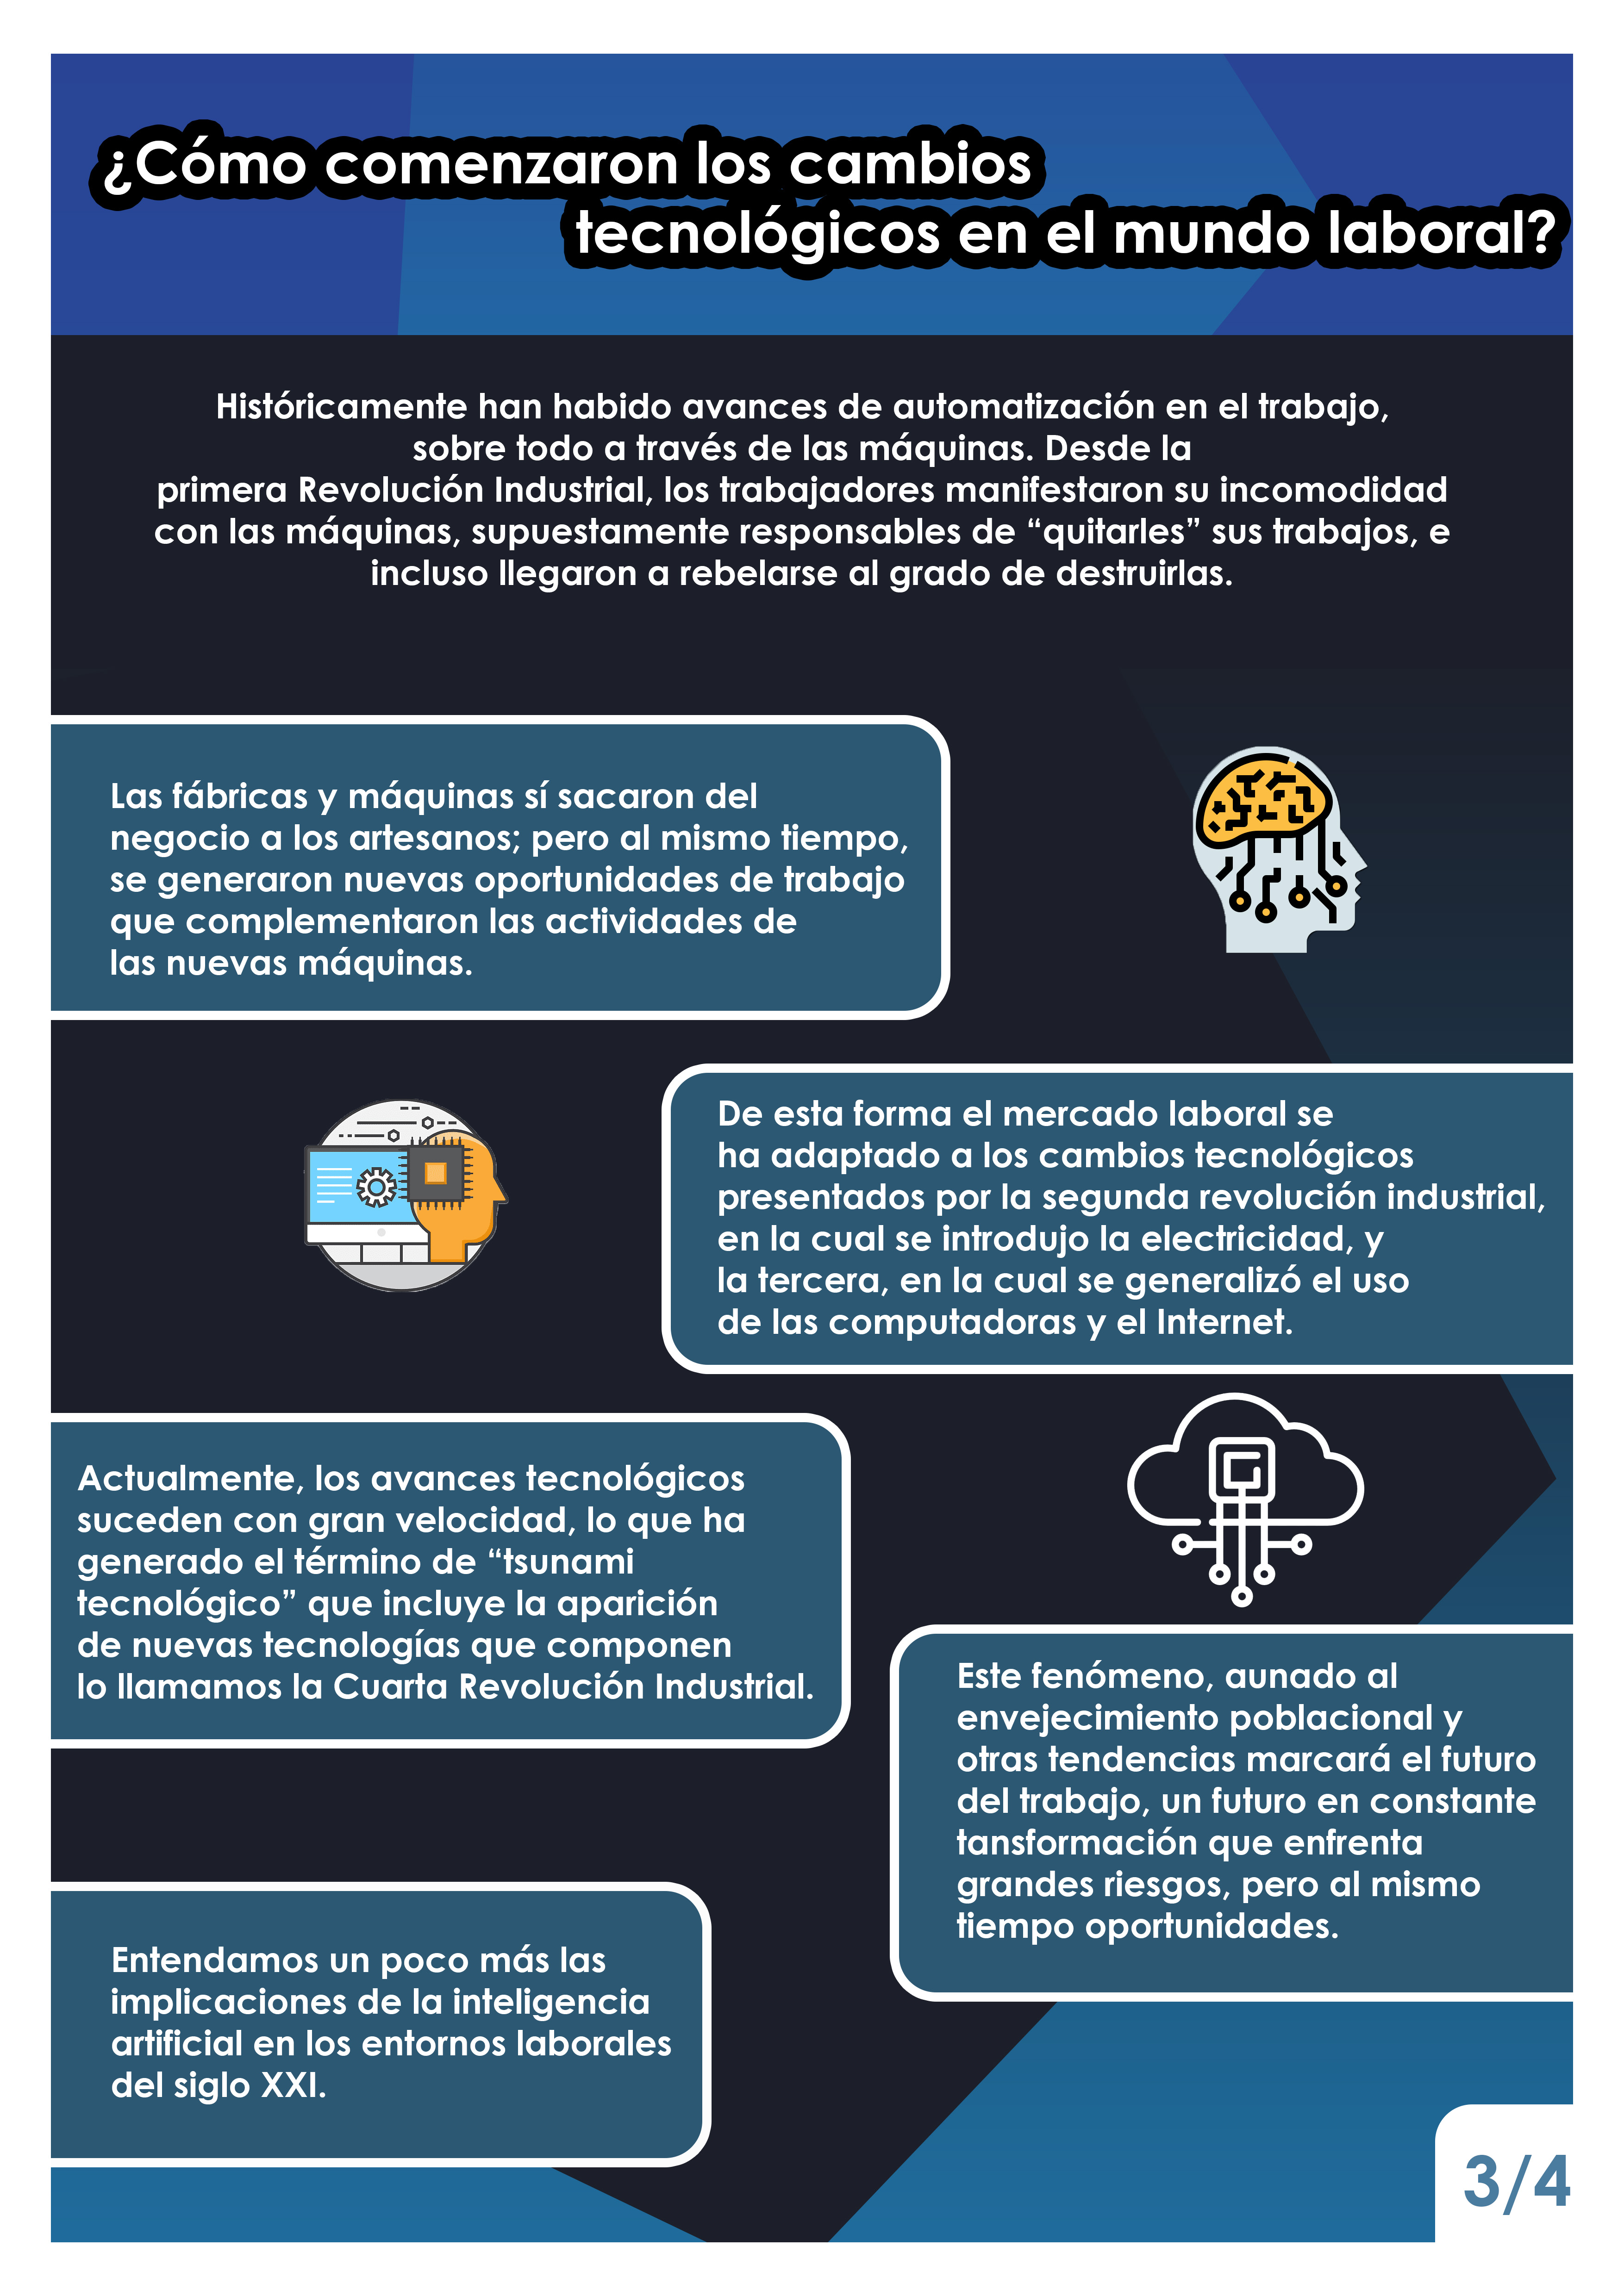 ¿Cómo comenzaron los cambios
tecnológicos en el mundo laboral?
Históricamente han habido avances de automatización en el trabajo,
sobre todo a través de las máquinas. Desde la
primera Revolución Industrial, los trabajadores manifestaron su incomodidad
con las máquinas, supuestamente responsables de “quitarles” sus trabajos, e
incluso llegaron a rebelarse al grado de destruirlas.
Las fábricas y máquinas sí sacaron del
negocio a los artesanos; pero al mismo tiempo,
se generaron nuevas oportunidades de trabajo
que complementaron las actividades de
las nuevas máquinas.
De esta forma el mercado laboral se
ha adaptado a los cambios tecnológicos
presentados por la segunda revolución industrial,
en la cual se introdujo la electricidad, y
la tercera, en la cual se generalizó el uso
de las computadoras y el Internet.
Actualmente, los avances tecnológicos
suceden con gran velocidad, lo que ha
generado el término de “tsunami
tecnológico” que incluye la aparición
de nuevas tecnologías que componen
lo llamamos la Cuarta Revolución Industrial.
Este fenómeno, aunado al
envejecimiento poblacional y
otras tendencias marcará el futuro
del trabajo, un futuro en constante
tansformación que enfrenta
grandes riesgos, pero al mismo
tiempo oportunidades.
Entendamos un poco más las
implicaciones de la inteligencia
artificial en los entornos laborales
del siglo XXI.
3/4